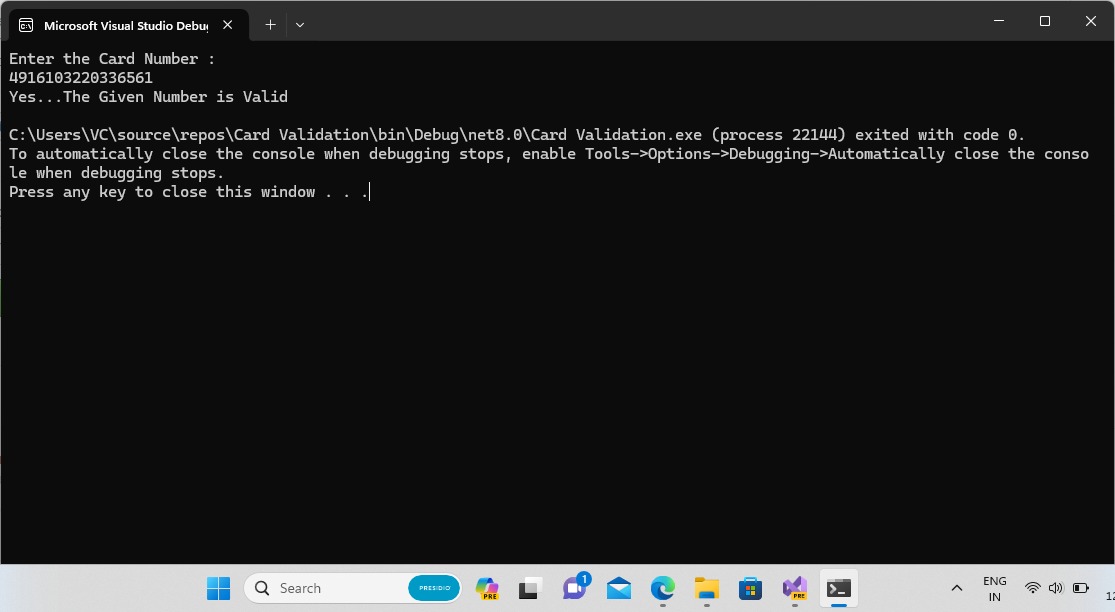 Microsoft Visual Studio Debug
Enter the Card Number :
4916103220336561
Yes...The Given Number is Valid
C:\Users\VC\source\repos\Card Validation\bin\Debug\net8.0\Card Validation.exe (process 22144) exited with code 0.
To automatically close the console when debugging stops, enable Tools->Options->Debugging->Automatically close the conso
le when debugging stops.
Press any key to close this window . . .
Search
PRESIDIO
PRE
1
PRE
ENG
IN